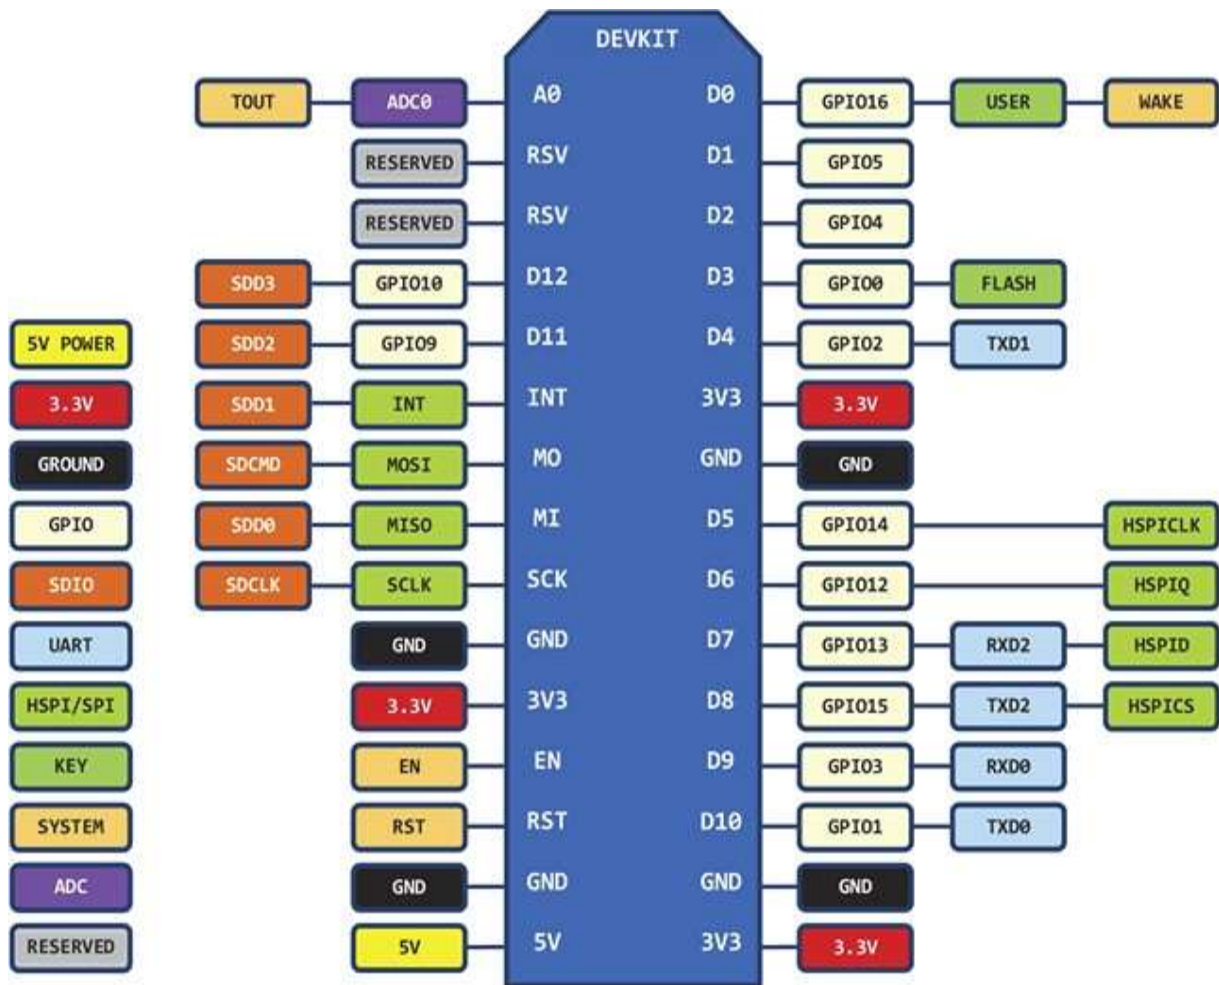 DEVKIT
TOUT ADC0 A0 D0 GPIO16 USER WAKE
RESERVED RSV D1 GPIO5
RESERVED RSV D2 GPIO4
SDD3 GPIO10 D12 D3 GPIO0 FLASH
5V POWER SDD2 GPIO9 D11 D4 GPIO2 TXD1
3.3V SDD1 INT INT 3V3 3.3V
GROUND SDCMD MOSI MO GND GND
GPIO SDD0 MISO MI D5 GPIO14 HSPICLK
SDIO SDCLK SCLK SCK D6 GPIO12 HSPIQ
UART GND GND D7 GPIO13 RXD2 HSPID
HSPI/SPI 3.3V 3V3 D8 GPIO15 TXD2 HSPICS
KEY EN EN D9 GPIO3 RXD0
SYSTEM RST RST D10 GPIO1 TXD0
ADC GND GND GND GND
RESERVED 5V 5V 3V3 3.3V